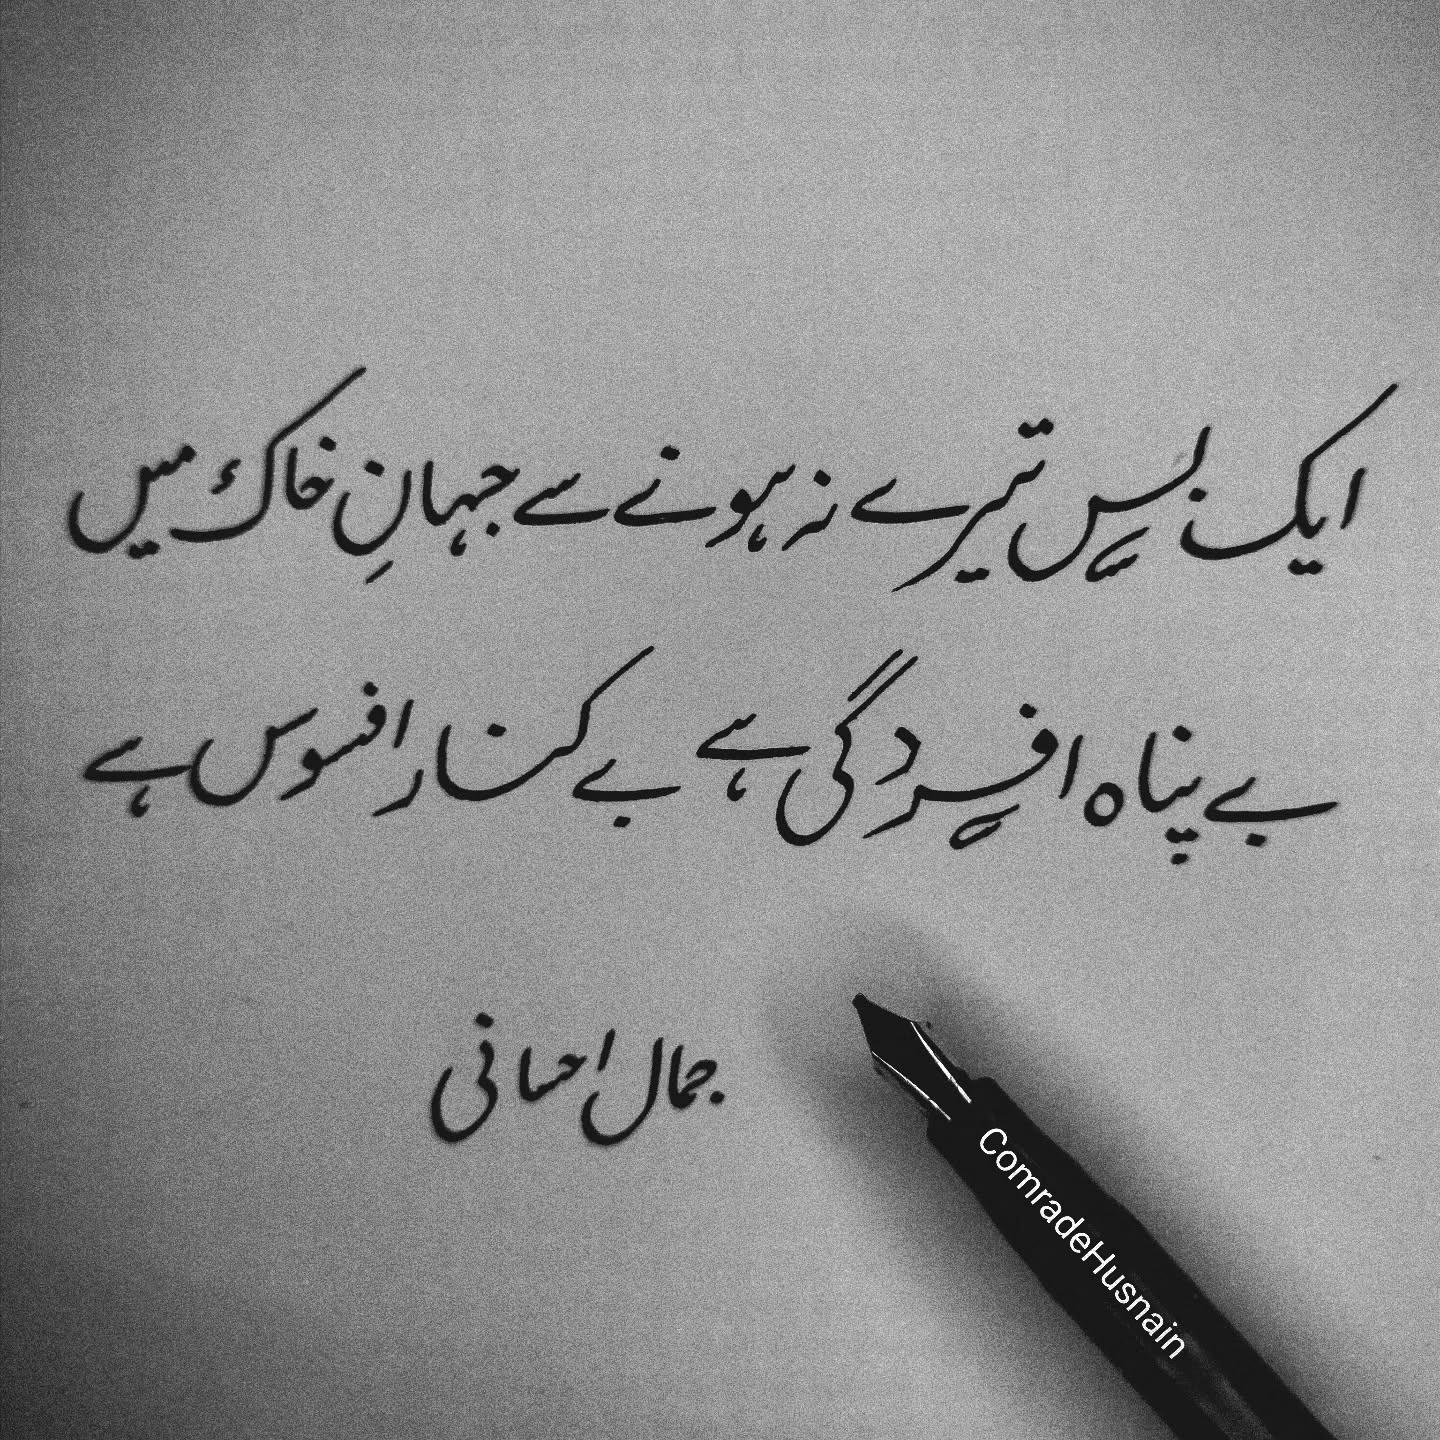 ایک بس تیرے نہ ہونے سے جہانِ خاک میں
بے پناہ افسردگی ہے بے کنار افسوس ہے
جمال احسانی
ComradeHusnain